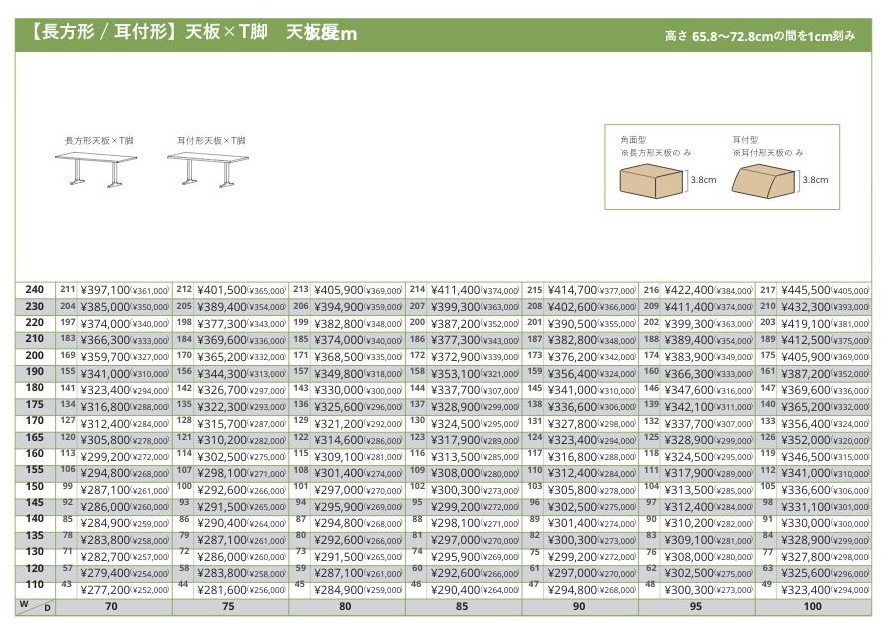 【長方形 / 耳付形】天板×T脚　天板厚3.8cm
高さ 65.8〜72.8cmの間を1cm刻み
長方形天板×T脚
耳付形天板×T脚
角面型
※長方形天板の み
3.8cm
耳付型
※耳付形天板の み
3.8cm
240 211 ¥397,100(¥361,000) 212 ¥401,500(¥365,000) 213 ¥405,900(¥369,000) 214 ¥411,400(¥374,000) 215 ¥414,700(¥377,000) 216 ¥422,400(¥384,000) 217 ¥445,500(¥405,000)
230 204 ¥385,000(¥350,000) 205 ¥389,400(¥354,000) 206 ¥394,900(¥359,000) 207 ¥399,300(¥363,000) 208 ¥402,600(¥366,000) 209 ¥411,400(¥374,000) 210 ¥432,300(¥393,000)
220 197 ¥374,000(¥340,000) 198 ¥377,300(¥343,000) 199 ¥382,800(¥348,000) 200 ¥387,200(¥352,000) 201 ¥390,500(¥355,000) 202 ¥399,300(¥363,000) 203 ¥419,100(¥381,000)
210 183 ¥366,300(¥333,000) 184 ¥369,600(¥336,000) 185 ¥374,000(¥340,000) 186 ¥377,300(¥343,000) 187 ¥382,800(¥348,000) 188 ¥389,400(¥354,000) 189 ¥412,500(¥375,000)
200 169 ¥359,700(¥327,000) 170 ¥365,200(¥332,000) 171 ¥368,500(¥335,000) 172 ¥372,900(¥339,000) 173 ¥376,200(¥342,000) 174 ¥383,900(¥349,000) 175 ¥405,900(¥369,000)
190 155 ¥341,000(¥310,000) 156 ¥344,300(¥313,000) 157 ¥349,800(¥318,000) 158 ¥353,100(¥321,000) 159 ¥356,400(¥324,000) 160 ¥366,300(¥333,000) 161 ¥387,200(¥352,000)
180 141 ¥323,400(¥294,000) 142 ¥326,700(¥297,000) 143 ¥330,000(¥300,000) 144 ¥337,700(¥307,000) 145 ¥341,000(¥310,000) 146 ¥347,600(¥316,000) 147 ¥369,600(¥336,000)
175 134 ¥316,800(¥288,000) 135 ¥322,300(¥293,000) 136 ¥325,600(¥296,000) 137 ¥328,900(¥299,000) 138 ¥336,600(¥306,000) 139 ¥342,100(¥311,000) 140 ¥365,200(¥332,000)
170 127 ¥312,400(¥284,000) 128 ¥315,700(¥287,000) 129 ¥321,200(¥292,000) 130 ¥324,500(¥295,000) 131 ¥327,800(¥298,000) 132 ¥337,700(¥307,000) 133 ¥356,400(¥324,000)
165 120 ¥305,800(¥278,000) 121 ¥310,200(¥282,000) 122 ¥314,600(¥286,000) 123 ¥317,900(¥289,000) 124 ¥323,400(¥294,000) 125 ¥328,900(¥299,000) 126 ¥352,000(¥320,000)
160 113 ¥299,200(¥272,000) 114 ¥302,500(¥275,000) 115 ¥309,100(¥281,000) 116 ¥313,500(¥285,000) 117 ¥316,800(¥288,000) 118 ¥324,500(¥295,000) 119 ¥346,500(¥315,000)
155 106 ¥294,800(¥268,000) 107 ¥298,100(¥271,000) 108 ¥301,400(¥274,000) 109 ¥308,000(¥280,000) 110 ¥312,400(¥284,000) 111 ¥317,900(¥289,000) 112 ¥341,000(¥310,000)
150 99 ¥287,100(¥261,000) 100 ¥292,600(¥266,000) 101 ¥297,000(¥270,000) 102 ¥300,300(¥273,000) 103 ¥305,800(¥278,000) 104 ¥313,500(¥285,000) 105 ¥336,600(¥306,000)
145 92 ¥286,000(¥260,000) 93 ¥291,500(¥265,000) 94 ¥295,900(¥269,000) 95 ¥299,200(¥272,000) 96 ¥302,500(¥275,000) 97 ¥312,400(¥284,000) 98 ¥331,100(¥301,000)
140 85 ¥284,900(¥259,000) 86 ¥290,400(¥264,000) 87 ¥294,800(¥268,000) 88 ¥298,100(¥271,000) 89 ¥301,400(¥274,000) 90 ¥310,200(¥282,000) 91 ¥330,000(¥300,000)
135 78 ¥283,800(¥258,000) 79 ¥287,100(¥261,000) 80 ¥292,600(¥266,000) 81 ¥297,000(¥270,000) 82 ¥300,300(¥273,000) 83 ¥309,100(¥281,000) 84 ¥328,900(¥299,000)
130 71 ¥282,700(¥257,000) 72 ¥286,000(¥260,000) 73 ¥291,500(¥265,000) 74 ¥295,900(¥269,000) 75 ¥299,200(¥272,000) 76 ¥308,000(¥280,000) 77 ¥327,800(¥298,000)
120 57 ¥279,400(¥254,000) 58 ¥283,800(¥258,000) 59 ¥287,100(¥261,000) 60 ¥292,600(¥266,000) 61 ¥297,000(¥270,000) 62 ¥302,500(¥275,000) 63 ¥325,600(¥296,000)
110 43 ¥277,200(¥252,000) 44 ¥281,600(¥256,000) 45 ¥284,900(¥259,000) 46 ¥290,400(¥264,000) 47 ¥294,800(¥268,000) 48 ¥300,300(¥273,000) 49 ¥323,400(¥294,000)
W D 70 75 80 85 90 95 100